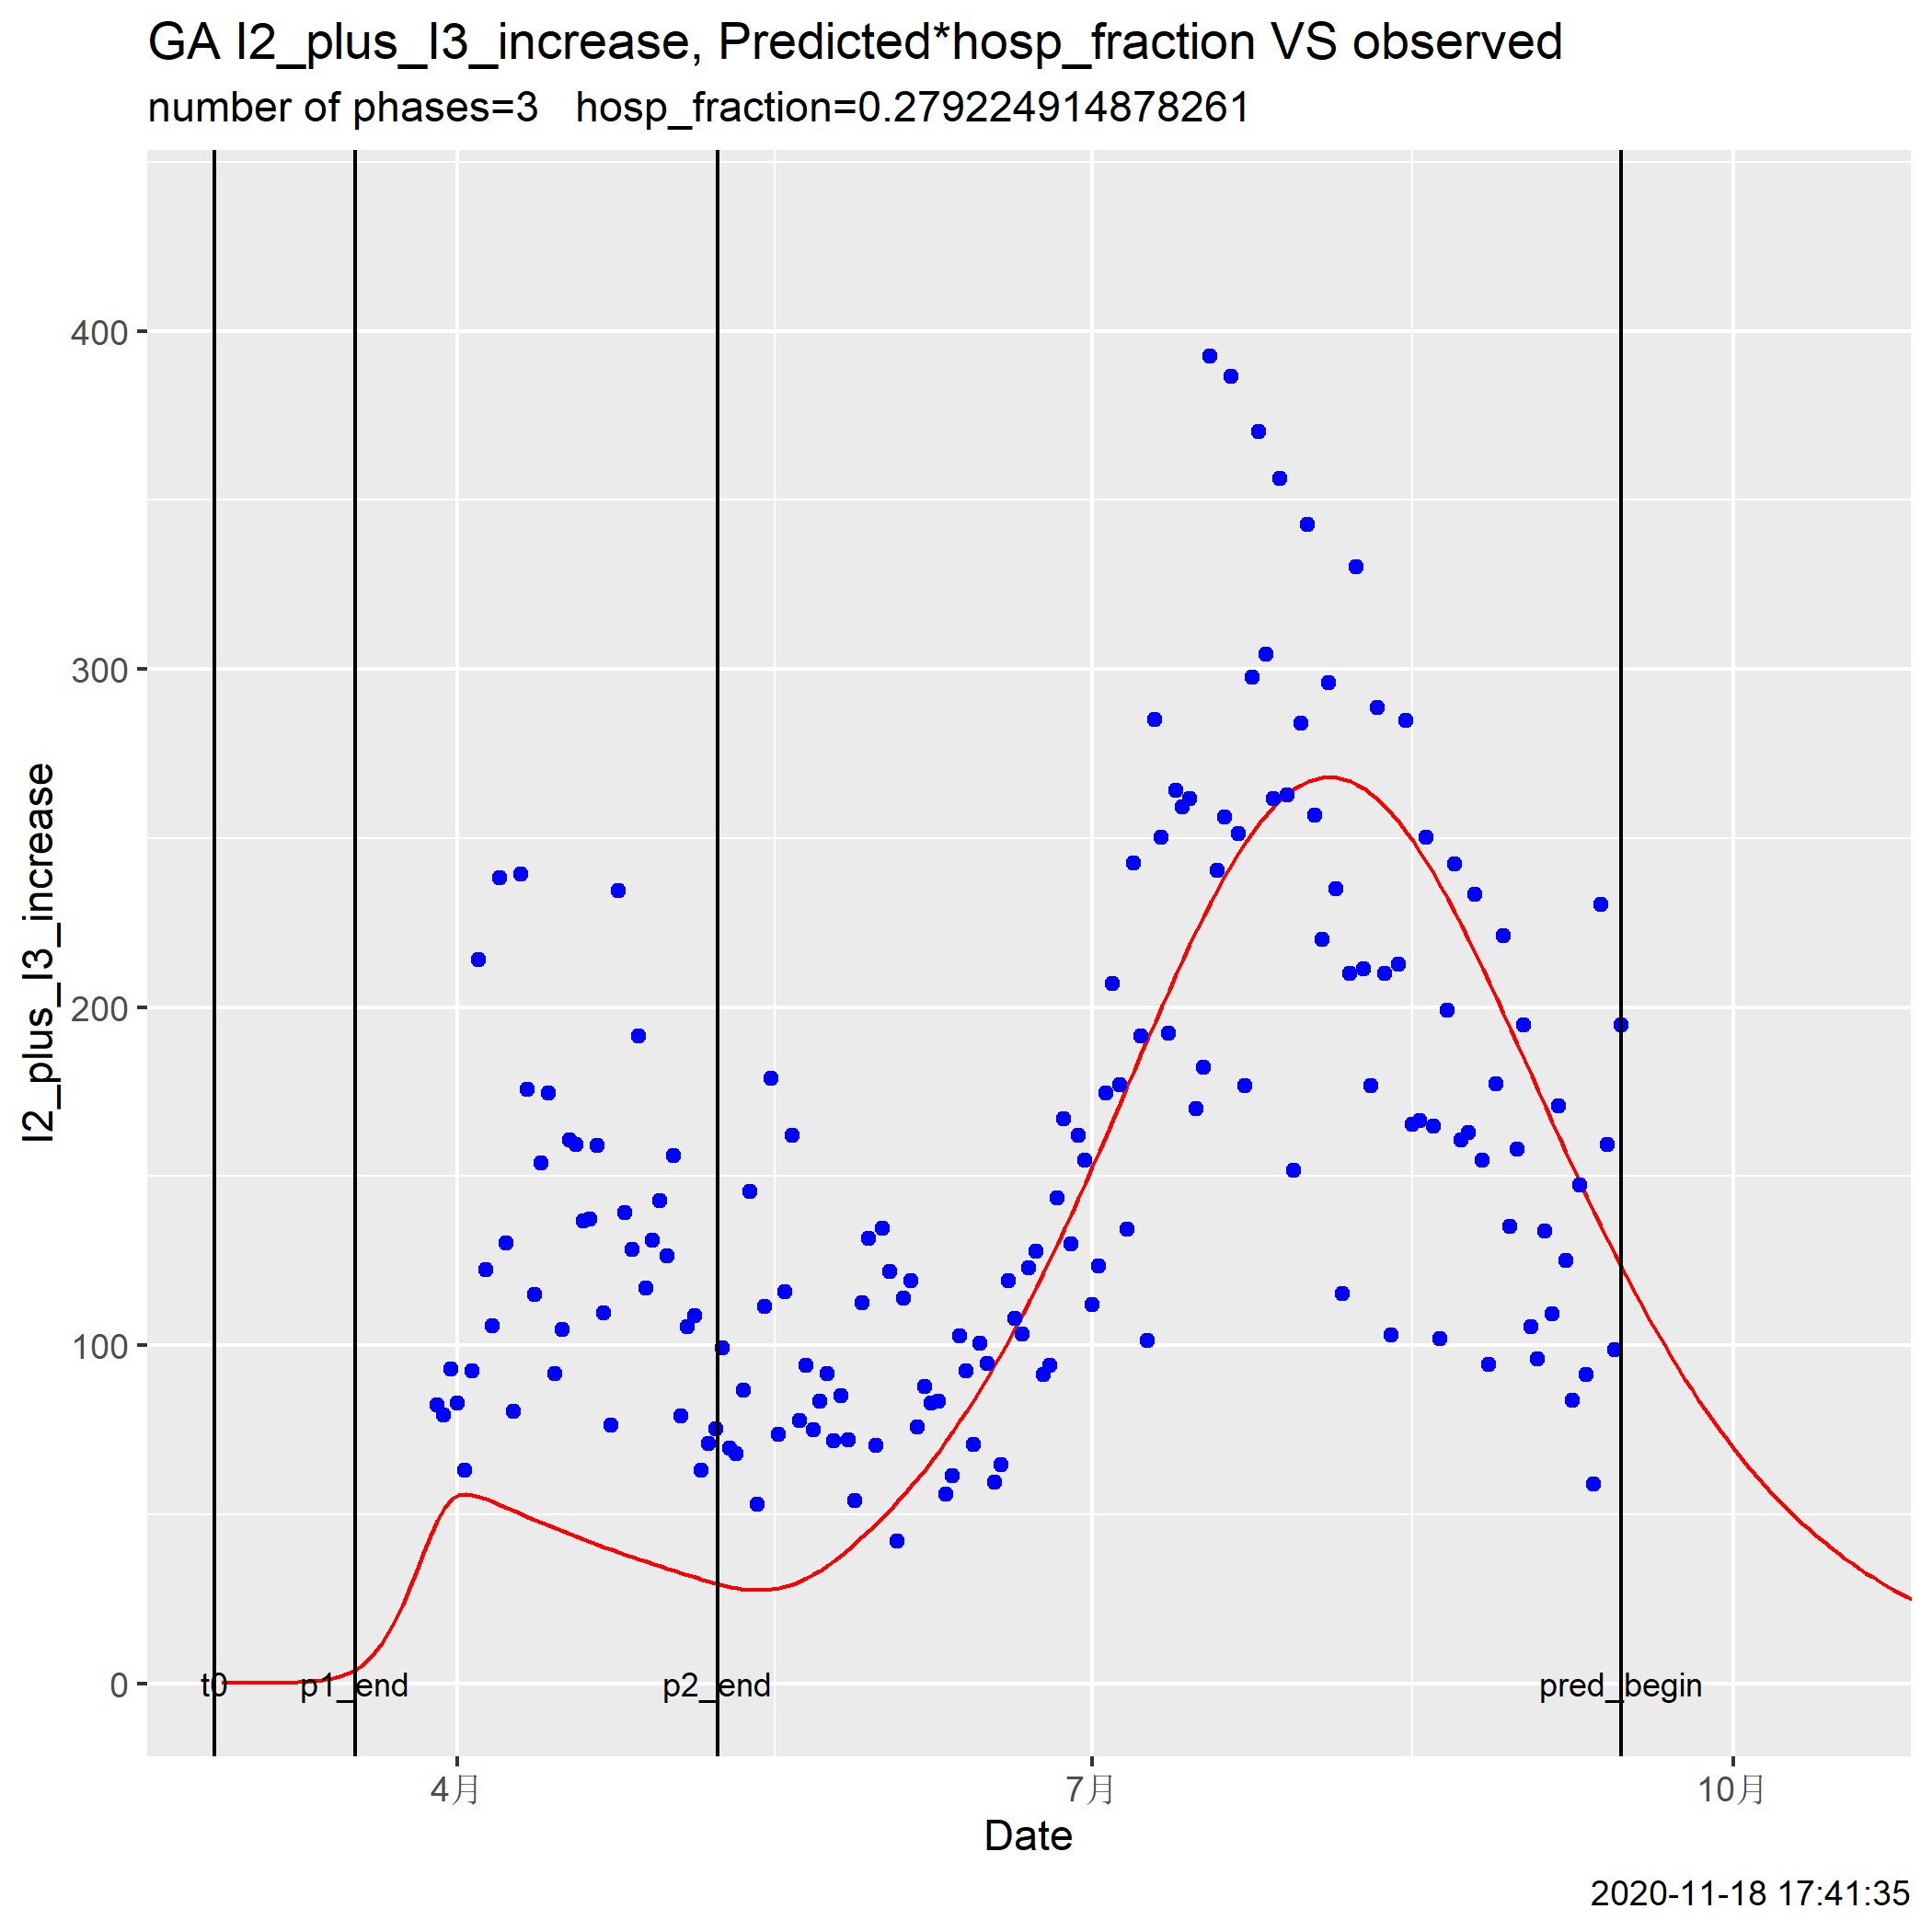 GA I2_plus_I3_increase, Predicted*hosp_fraction VS observed
number of phases=3   hosp_fraction=0.279224914878261
I2_plus_I3_increase
400
300
200
100
0
t0 p1_end p2_end pred_begin
4月 7月 10月
Date
2020-11-18 17:41:35